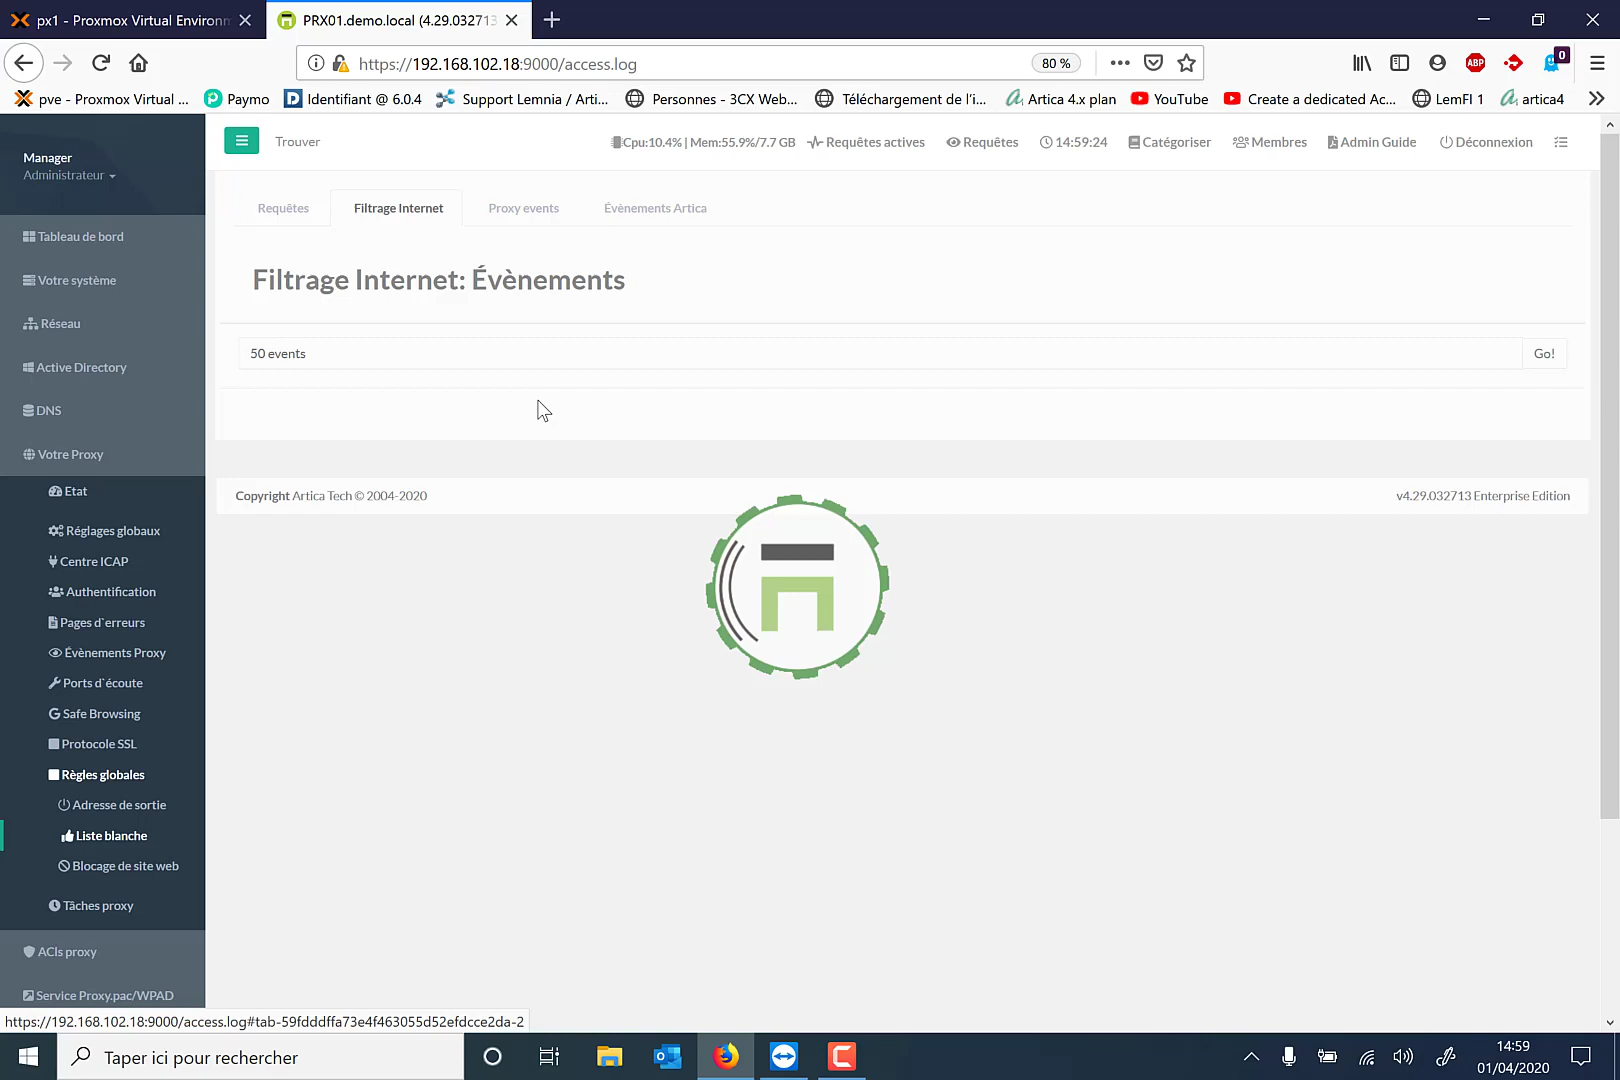 px1 - Proxmox Virtual Environm
PRX01.demo.local (4.29.032713
https://192.168.102.18:9000/access.log
80 %
ABP
0
pve - Proxmox Virtual ...
Paymo
Identifiant @ 6.0.4
Support Lemnia / Arti...
Personnes - 3CX Web...
Téléchargement de l'i...
Artica 4.x plan
YouTube
Create a dedicated Ac...
LemFI 1
artica4
Manager
Administrateur
Trouver
Cpu:10.4% | Mem:55.9%/7.7 GB
Requêtes actives
Requêtes
14:59:24
Catégoriser
Membres
Admin Guide
Déconnexion
Requêtes
Filtrage Internet
Proxy events
Évènements Artica
Filtrage Internet: Évènements
50 events
Go!
Copyright Artica Tech © 2004-2020
v4.29.032713 Enterprise Edition
Tableau de bord
Votre système
Réseau
Active Directory
DNS
Votre Proxy
Etat
Réglages globaux
Centre ICAP
Authentification
Pages d`erreurs
Évènements Proxy
Ports d`écoute
Safe Browsing
Protocole SSL
Règles globales
Adresse de sortie
Liste blanche
Blocage de site web
Tâches proxy
ACls proxy
Service Proxy.pac/WPAD
https://192.168.102.18:9000/access.log#tab-59fdddffa73e4f463055d52efdcce2da-2
Taper ici pour rechercher
14:59
01/04/2020